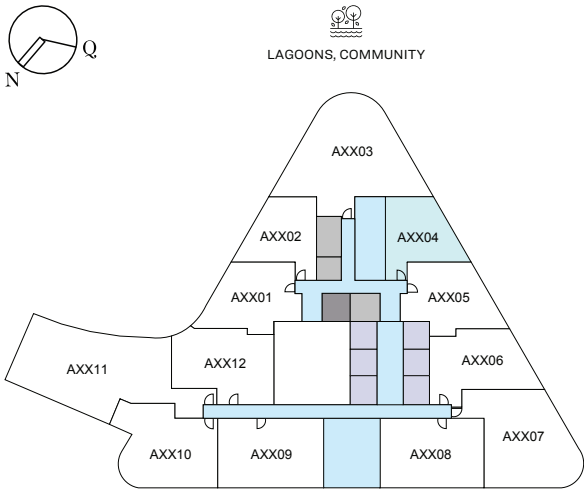 Q
N
LAGOONS, COMMUNITY
AXX03
AXX02
AXX04
AXX01
AXX05
AXX11
AXX12
AXX06
AXX07
AXX10
AXX09
AXX08